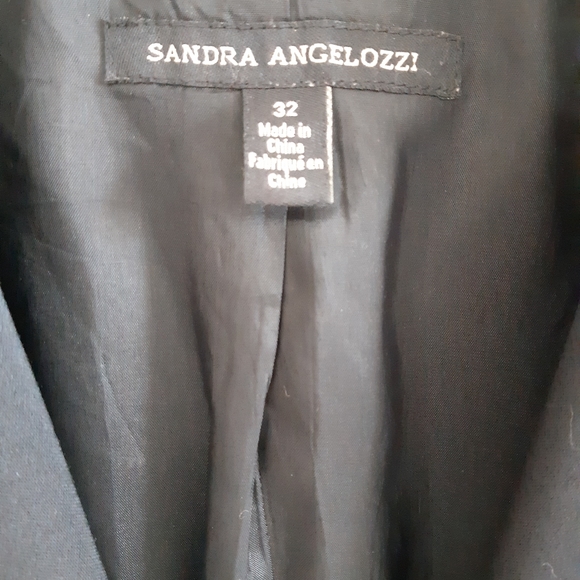 SANDRA ANGELOZZI
32
Made in
China
Fabriqué en
Chine